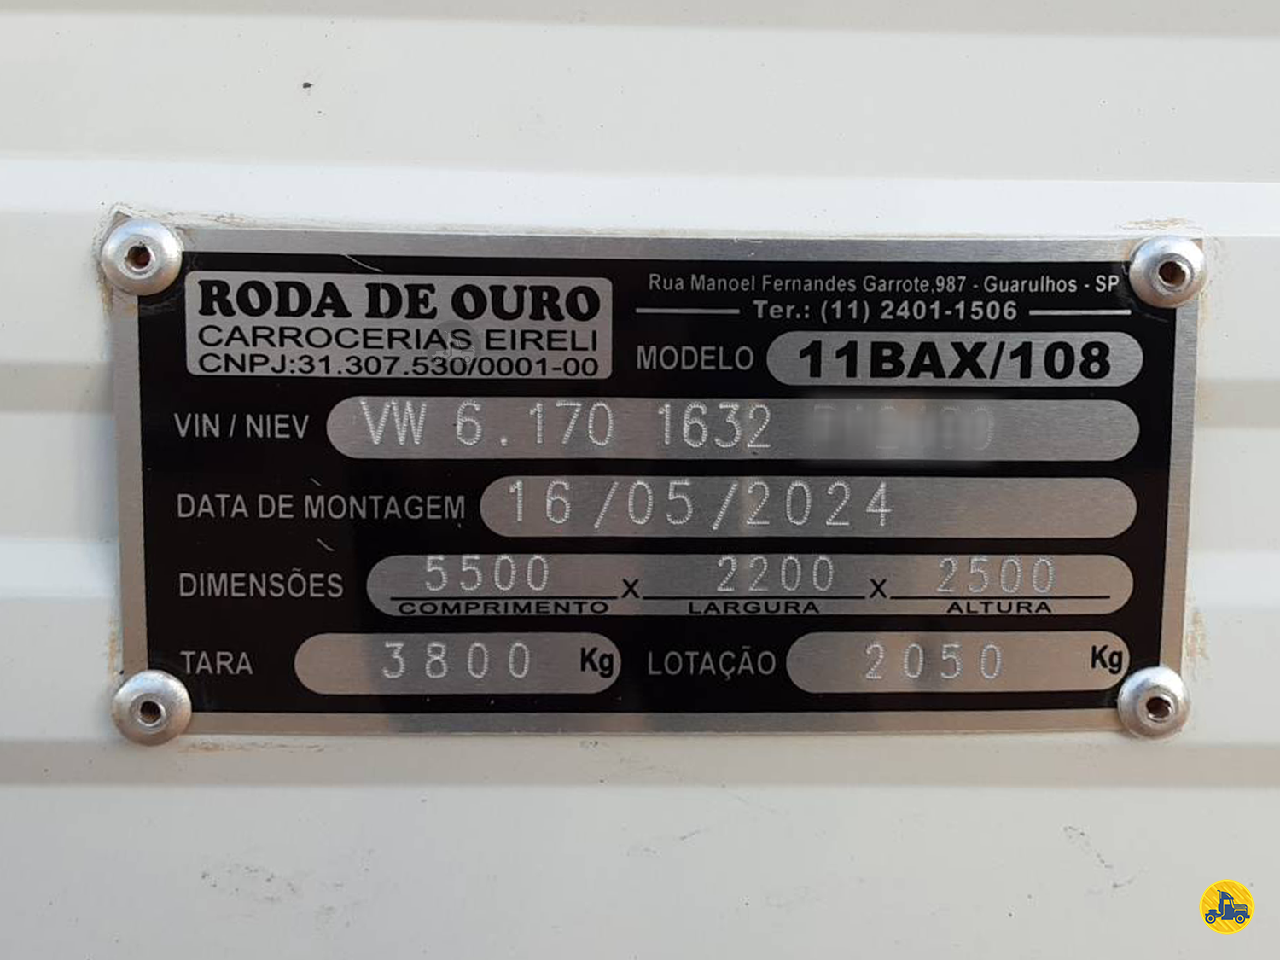 RODA DE OURO
CARROCERIAS EIRELI
CNPJ:31.307.530/0001-00
Rua Manoel Fernandes Garrote,987 - Guarulhos - SP
Ter.: (11) 2401-1506
MODELO 11BAX/108
VIN / NIEV VW 6.170 1632
DATA DE MONTAGEM 16/05/2024
DIMENSÕES 5500 x 2200 x 2500
COMPRIMENTO LARGURA ALTURA
TARA 3800 Kg LOTAÇÃO 2050 Kg